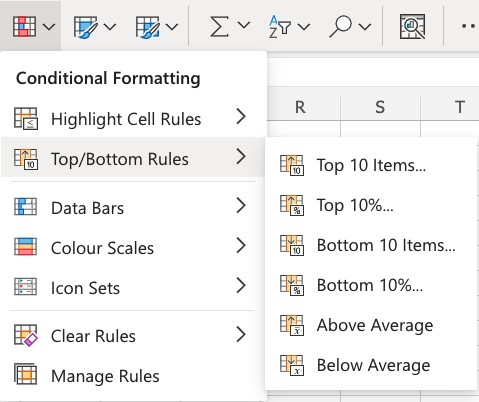 Conditional Formatting
Highlight Cell Rules
Top/Bottom Rules
Data Bars
Colour Scales
Icon Sets
Clear Rules
Manage Rules
R S T
Top 10 Items...
Top 10%...
Bottom 10 Items...
Bottom 10%...
Above Average
Below Average